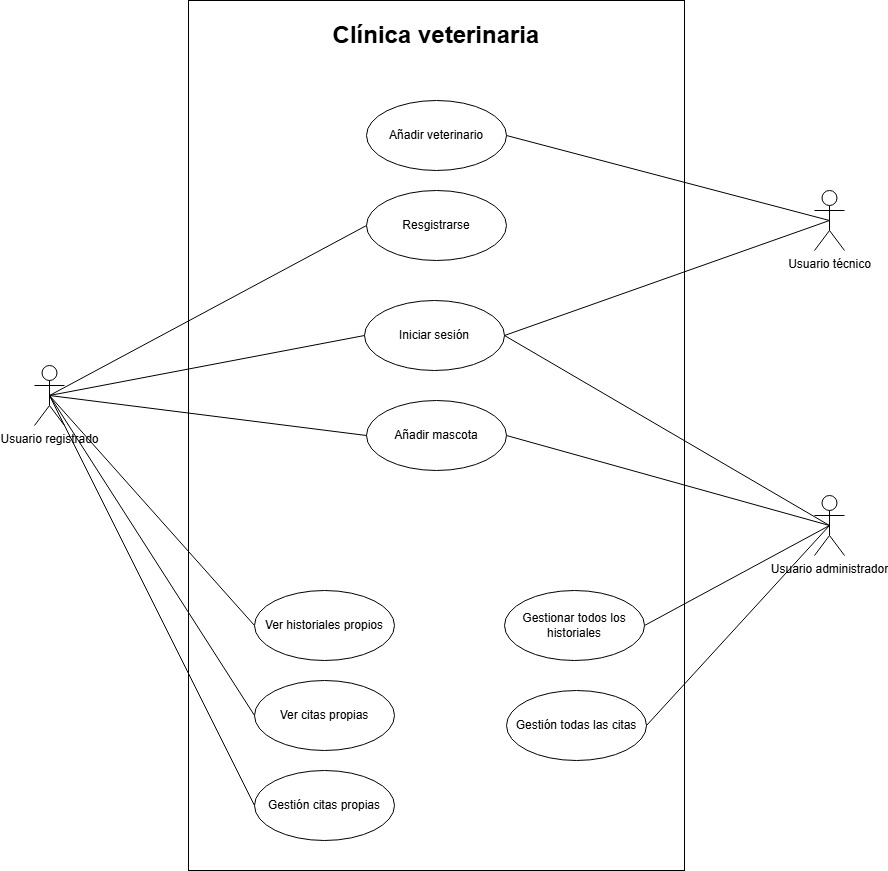 Clínica veterinaria
Añadir veterinario
Resgistrarse
Usuario técnico
Iniciar sesión
Usuario registrado
Añadir mascota
Usuario administrador
Ver historiales propios
Gestionar todos los
historiales
Ver citas propias
Gestión todas las citas
Gestión citas propias